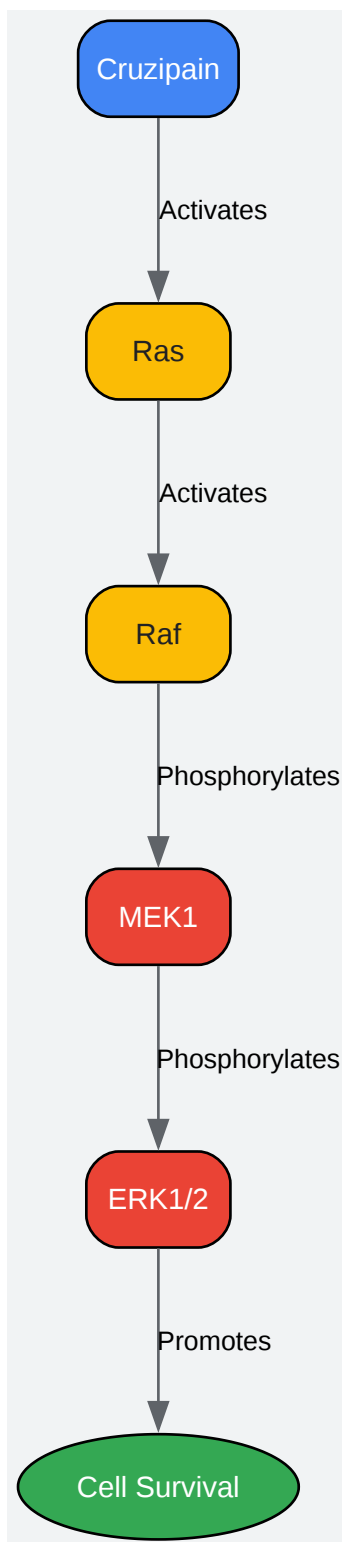 Cruzipain
Activates
Ras
Activates
Raf
Phosphorylates
MEK1
Phosphorylates
ERK1/2
Promotes
Cell Survival